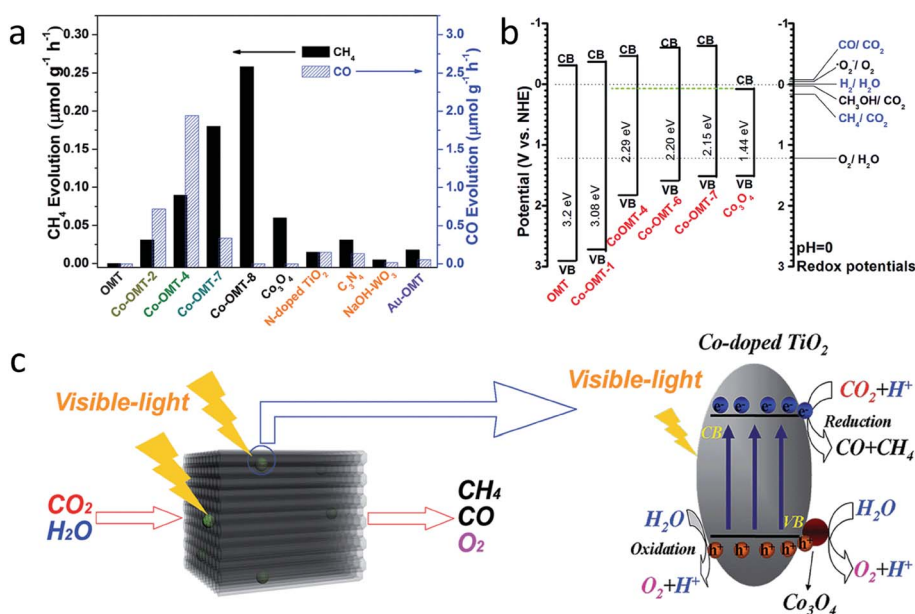 a
CH₄ Evolution (μmol g⁻¹ h⁻¹)
0.30
0.25
0.20
0.15
0.10
0.05
0.00
CH₄
CO
3.0
2.5
2.0
1.5
1.0
0.5
0.0
CO Evolution (μmol g⁻¹ h⁻¹)
OMT
Co-OMT-2
Co-OMT-4
Co-OMT-7
Co-OMT-8
Co₃O₄
N-doped TiO₂
C₃N₄
NaOH-WO₃
Au-OMT
b
Potential (V vs. NHE)
-1
0
1
2
3
CB
CB
CB
CB
CB
CB
3.2 eV
3.08 eV
2.29 eV
2.20 eV
2.15 eV
1.44 eV
VB
VB
VB
VB
VB
VB
OMT
Co-OMT-1
CoOMT-4
Co-OMT-6
Co-OMT-7
Co₃O₄
-1
0
1
2
3
CO/ CO₂
·O₂⁻/ O₂
H₂/ H₂O
CH₃OH/ CO₂
CH₄/ CO₂
O₂/ H₂O
pH=0
Redox potentials
c
Visible-light
CO₂
H₂O
CH₄
CO
O₂
Co-doped TiO₂
Visible-light
e⁻ e⁻ e⁻ e⁻ e⁻
CB
CO₂+H⁺
Reduction
CO+CH₄
H₂O
VB
H₂O
Oxidation
h⁺ h⁺ h⁺ h⁺ h⁺
O₂+H⁺
O₂+H⁺
Co₃O₄